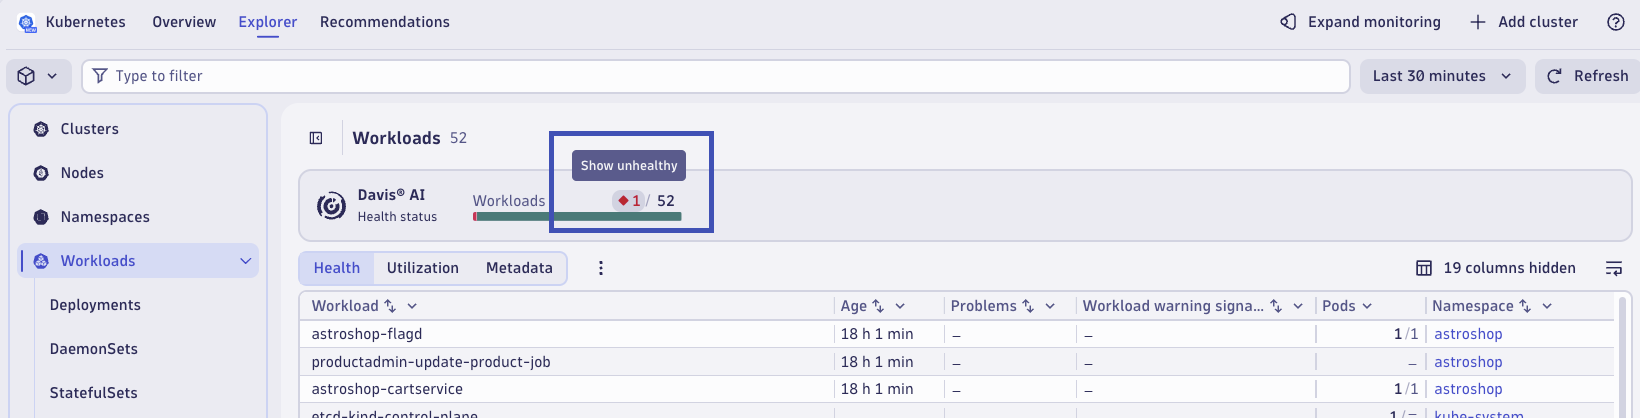 Kubernetes Overview Explorer Recommendations Expand monitoring Add cluster
Type to filter Last 30 minutes Refresh
Clusters
Nodes
Namespaces
Workloads
Deployments
DaemonSets
StatefulSets
Workloads 52
Show unhealthy
Davis® AI
Health status
Workloads 1 / 52
Health Utilization Metadata 19 columns hidden
Workload Age Problems Workload warning signa... Pods Namespace
astroshop-flagd 18 h 1 min – – 1/1 astroshop
productadmin-update-product-job 18 h 1 min – – – astroshop
astroshop-cartservice 18 h 1 min – – 1/1 astroshop
etcd-kind-control-plane 1/– kube-system